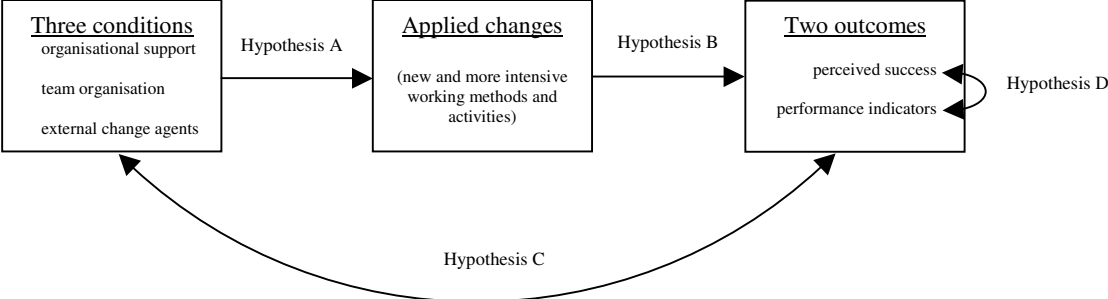 Three conditions
organisational support
team organisation
external change agents
Hypothesis A
Applied changes
(new and more intensive
working methods and
activities)
Hypothesis B
Two outcomes
perceived success
performance indicators
Hypothesis D
Hypothesis C